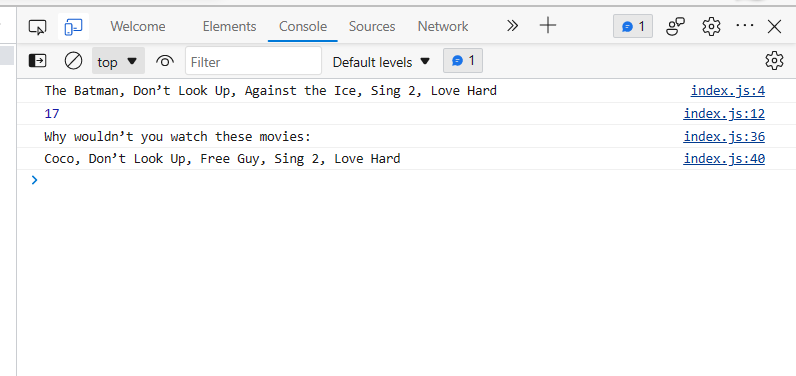 Welcome Elements Console Sources Network 1
top Filter Default levels 1
The Batman, Don’t Look Up, Against the Ice, Sing 2, Love Hard index.js:4
17 index.js:12
Why wouldn’t you watch these movies: index.js:36
Coco, Don’t Look Up, Free Guy, Sing 2, Love Hard index.js:40